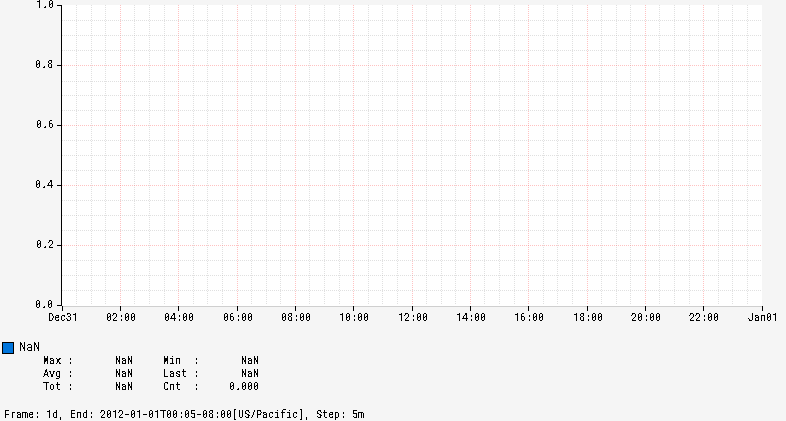 1.0
0.8
0.6
0.4
0.2
0.0
Dec31 02:00 04:00 06:00 08:00 10:00 12:00 14:00 16:00 18:00 20:00 22:00 Jan01
NaN
Max : NaN Min : NaN
Avg : NaN Last : NaN
Tot : NaN Cnt : 0.000
Frame: 1d, End: 2012-01-01T00:05-08:00[US/Pacific], Step: 5m